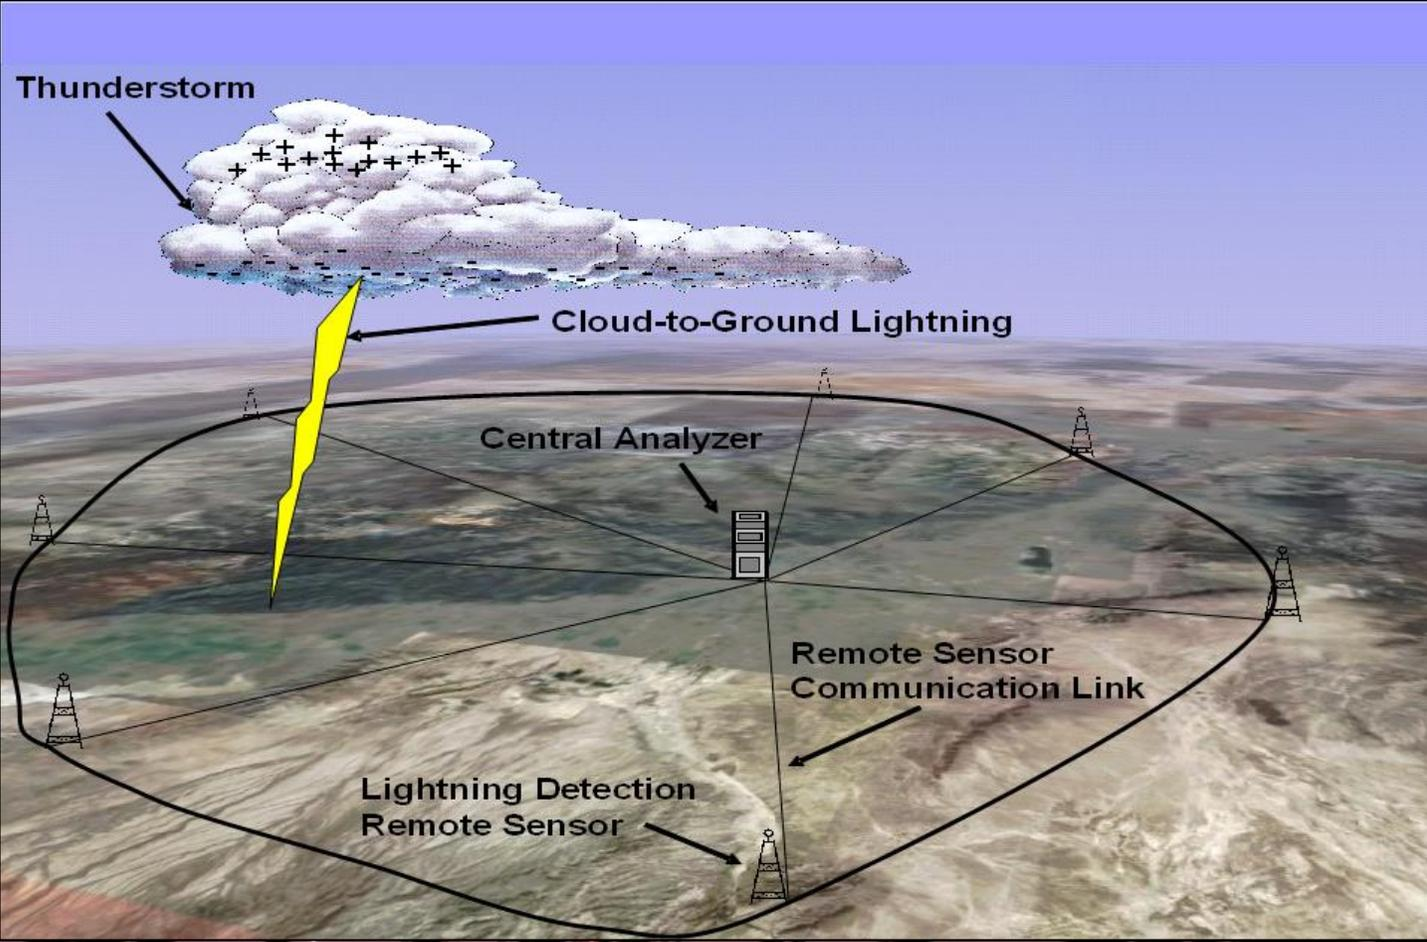 Thunderstorm
Cloud-to-Ground Lightning
Central Analyzer
Remote Sensor
Communication Link
Lightning Detection
Remote Sensor